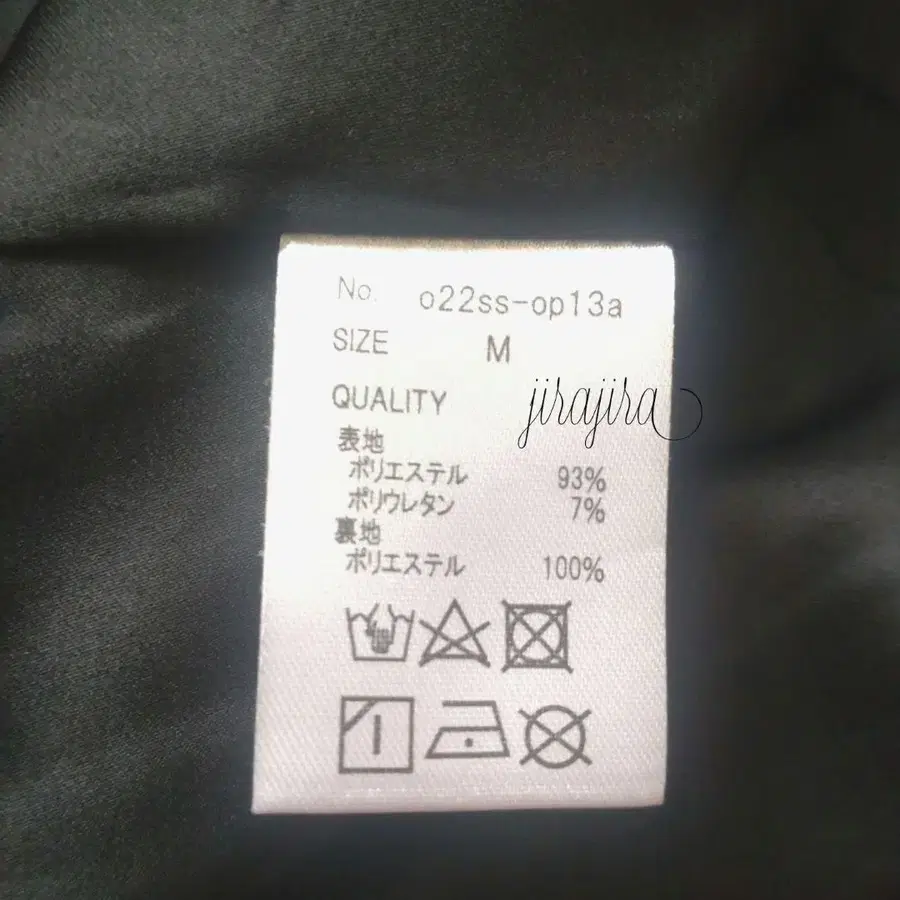 No. o22ss-op13a
SIZE M
QUALITY
jirajira
表地
ポリエステル 93%
ポリウレタン 7%
裏地
ポリエステル 100%